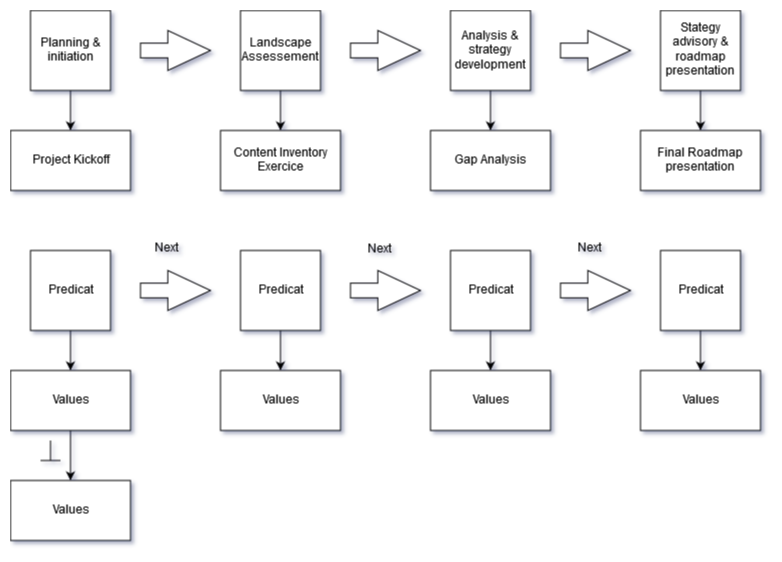 Planning &
initiation
Landscape
Assessement
Analysis &
strategy
development
Stategy
advisory &
roadmap
presentation
Project Kickoff
Content Inventory
Exercice
Gap Analysis
Final Roadmap
presentation
Next
Next
Next
Predicat
Predicat
Predicat
Predicat
Values
Values
Values
Values
⊥
Values